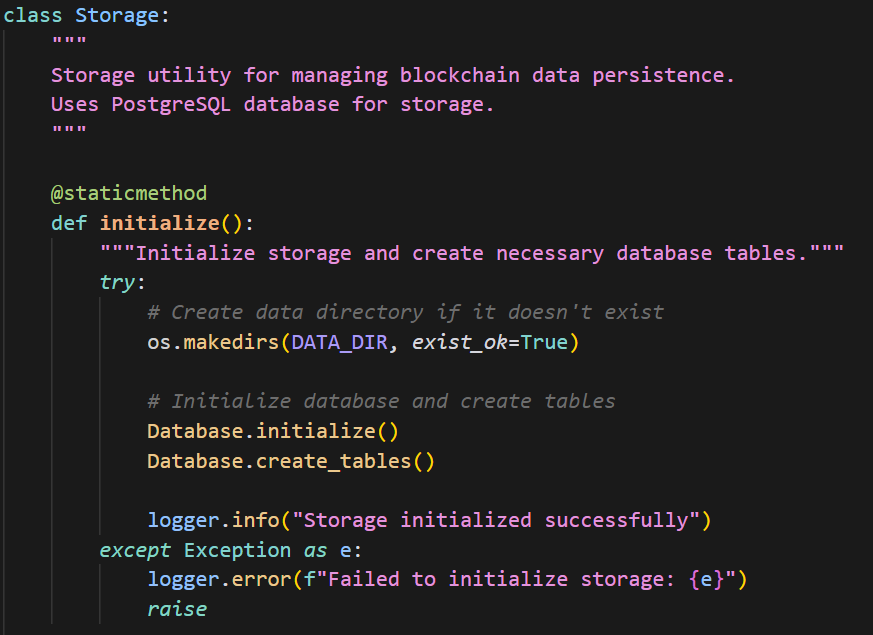 class Storage:
    """
    Storage utility for managing blockchain data persistence.
    Uses PostgreSQL database for storage.
    """

    @staticmethod
    def initialize():
        """Initialize storage and create necessary database tables."""
        try:
            # Create data directory if it doesn't exist
            os.makedirs(DATA_DIR, exist_ok=True)

            # Initialize database and create tables
            Database.initialize()
            Database.create_tables()

            logger.info("Storage initialized successfully")
        except Exception as e:
            logger.error(f"Failed to initialize storage: {e}")
            raise